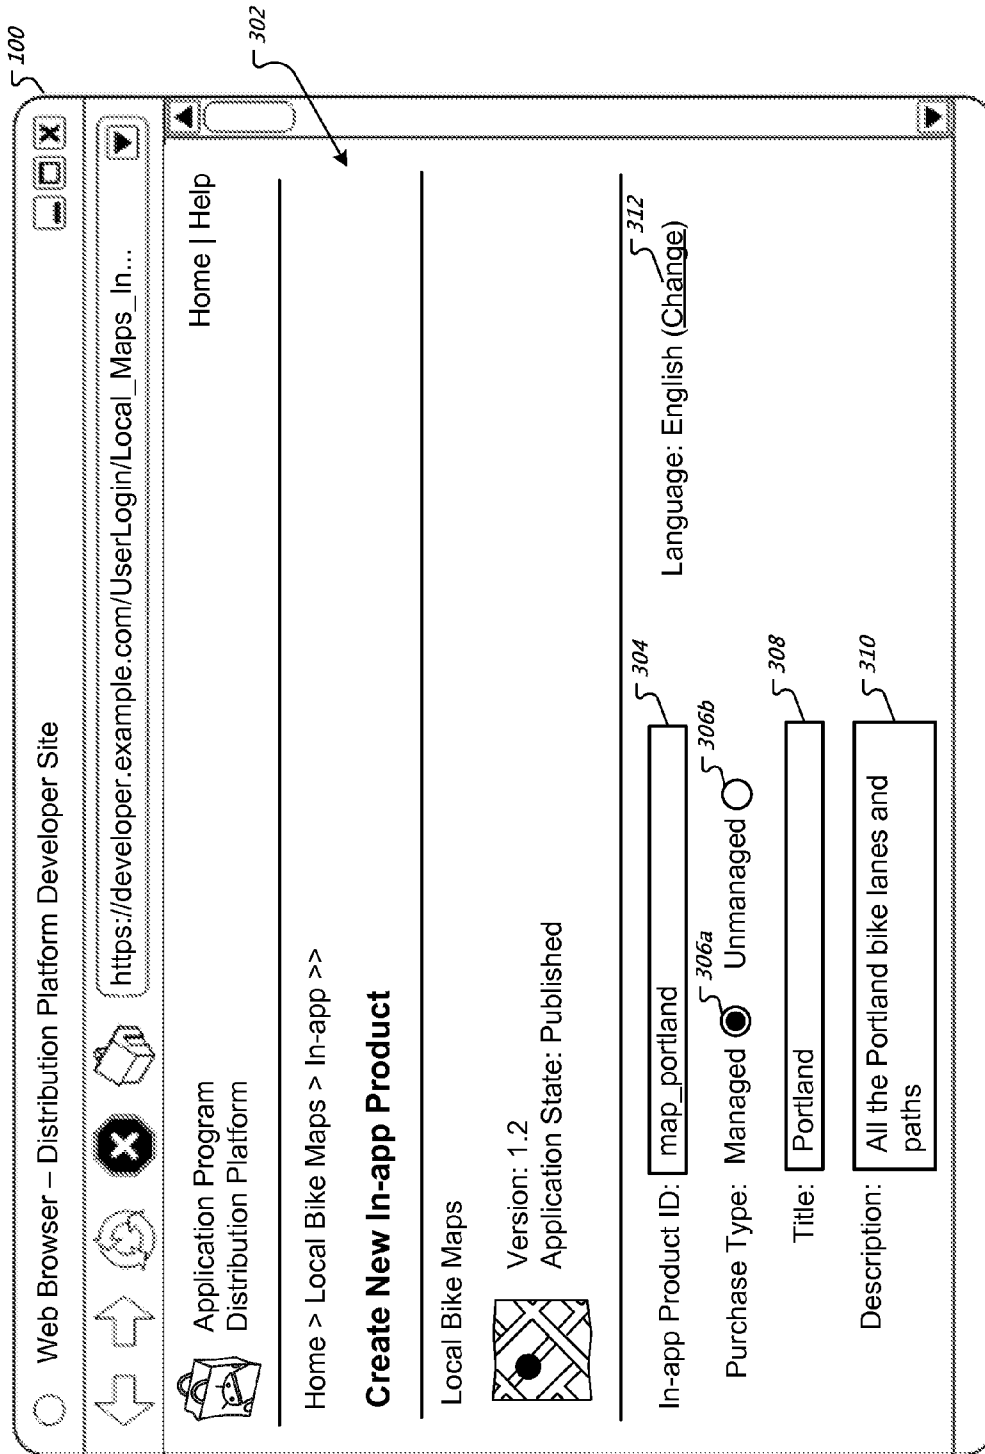 100
Web Browser – Distribution Platform Developer Site
https://developer.example.com/UserLogin/Local_Maps_In...
Application Program
Distribution Platform
Home | Help
Home > Local Bike Maps > In-app >>
302
Create New In-app Product
Local Bike Maps
Version: 1.2
Application State: Published
In-app Product ID: map_portland 304
Language: English (Change) 312
Purchase Type: Managed 306a Unmanaged 306b
Title: Portland 308
Description: All the Portland bike lanes and
paths 310